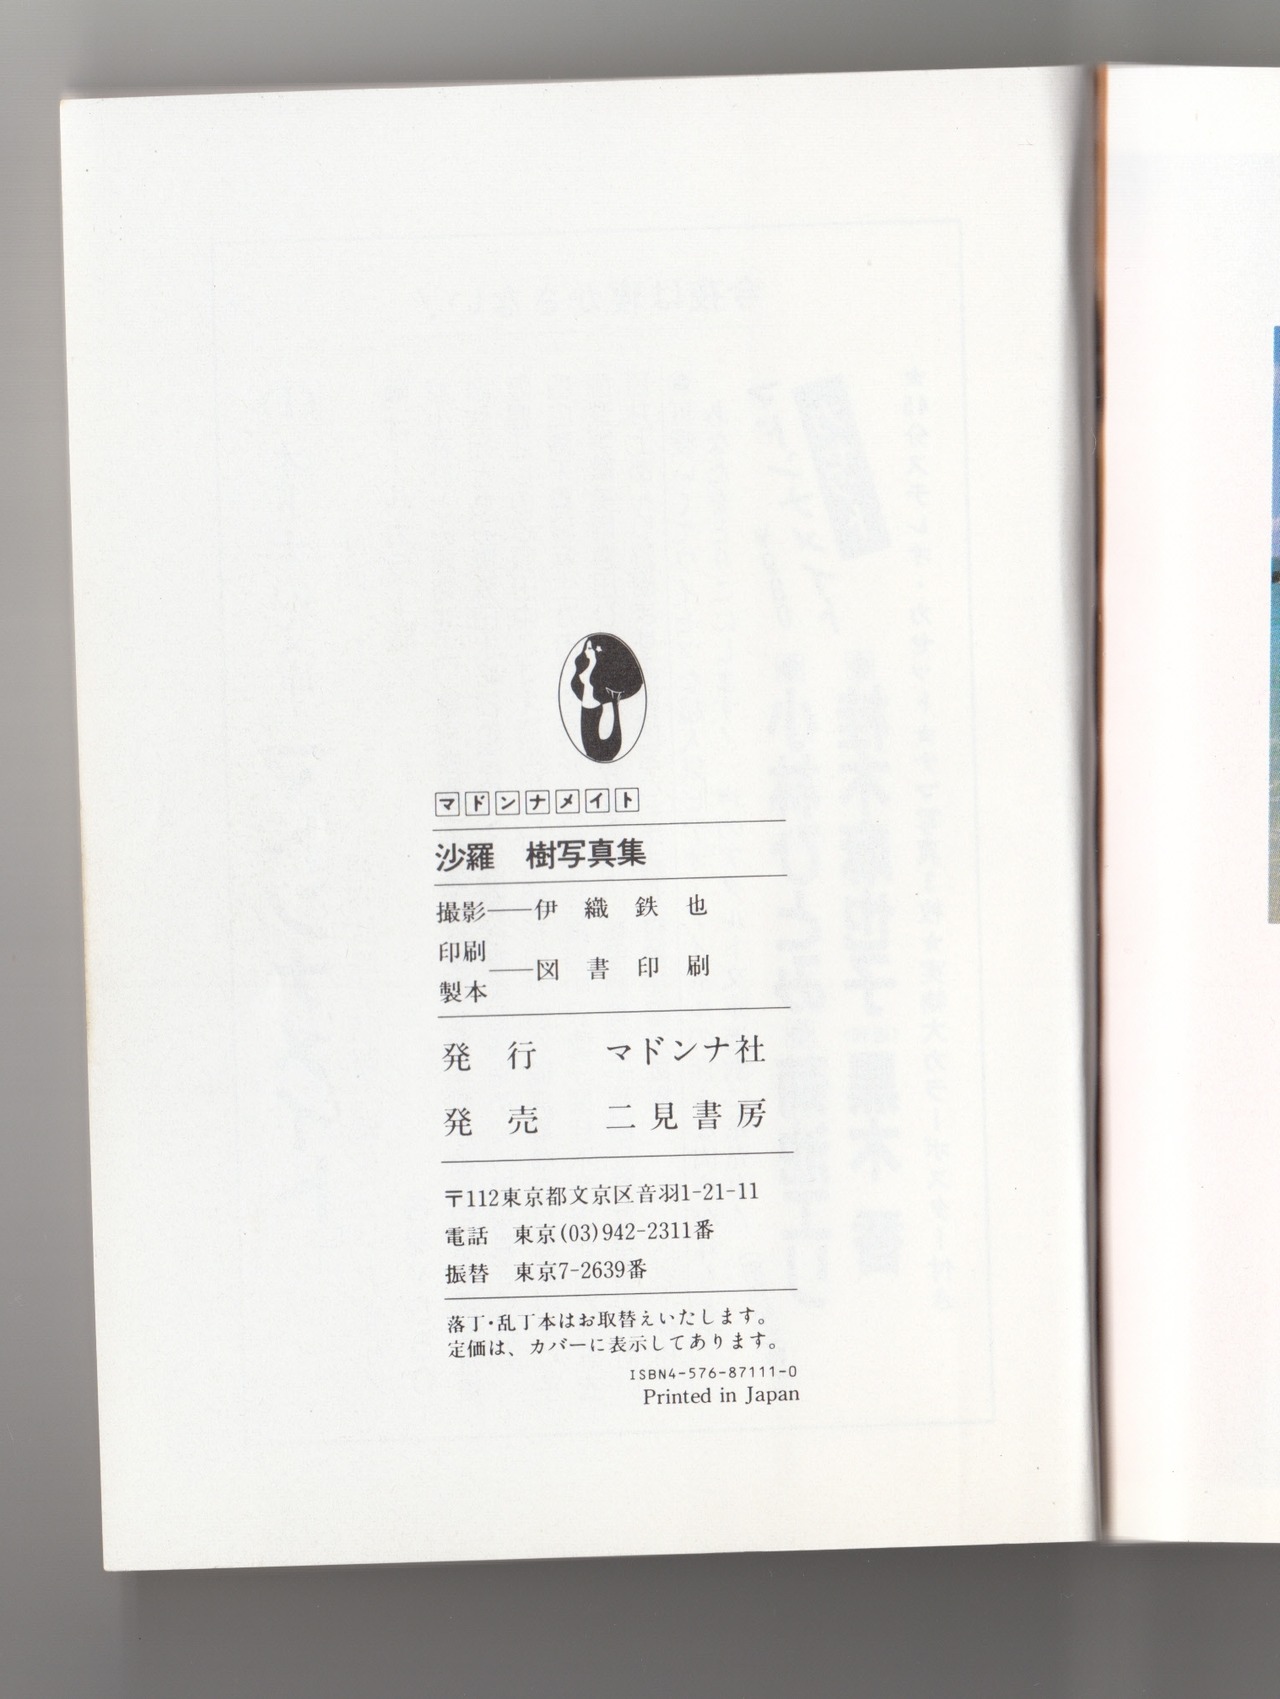 マドンナメイト
沙羅　樹写真集
撮影――伊織鉄也
印刷
製本――図書印刷
発行　マドンナ社
発売　二見書房
〒112東京都文京区音羽1-21-11
電話　東京(03)942-2311番
振替　東京7-2639番
落丁・乱丁本はお取替えいたします。
定価は、カバーに表示してあります。
ISBN4-576-87111-0
Printed in Japan